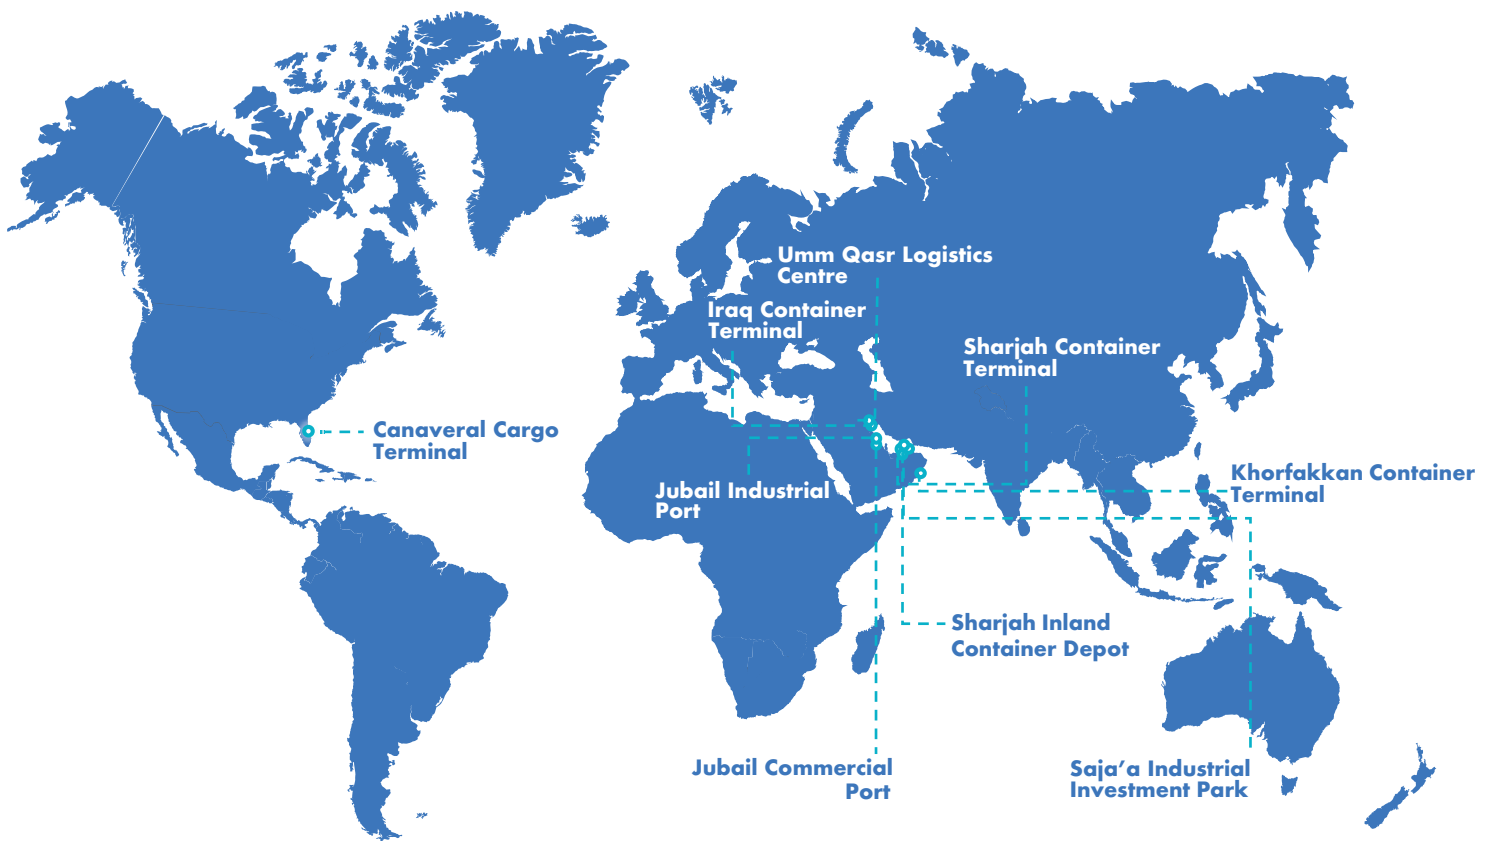 Umm Qasr Logistics
Centre
Iraq Container
Terminal
Sharjah Container
Terminal
Canaveral Cargo
Terminal
Jubail Industrial
Port
Khorfakkan Container
Terminal
Sharjah Inland
Container Depot
Jubail Commercial
Port
Saja’a Industrial
Investment Park